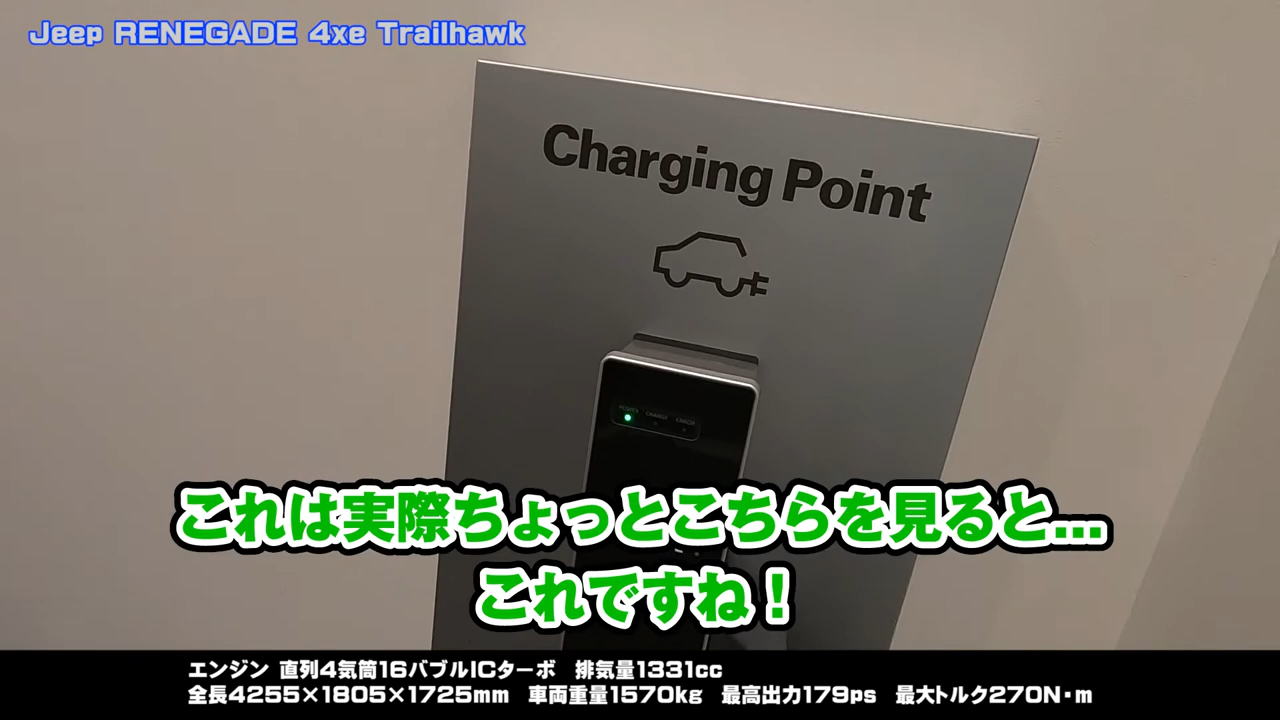 Jeep RENEGADE 4xe Trailhawk
Charging Point
POWER CHARGE ERROR
これは実際ちょっとこちらを見ると...
これですね！
エンジン 直列4気筒16バブルICターボ 排気量1331cc
全長4255×1805×1725mm 車両重量1570kg 最高出力179ps 最大トルク270N・m